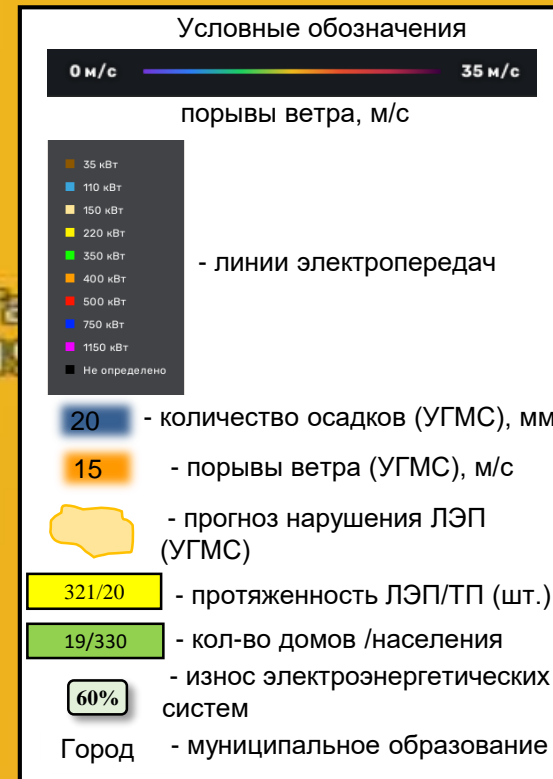 Условные обозначения
0 м/с 35 м/с
порывы ветра, м/с
35 кВт
110 кВт
150 кВт
220 кВт
350 кВт
400 кВт
500 кВт
750 кВт
1150 кВт
Не определено
- линии электропередач
20 - количество осадков (УГМС), мм
15 - порывы ветра (УГМС), м/с
- прогноз нарушения ЛЭП
(УГМС)
321/20 - протяженность ЛЭП/ТП (шт.)
19/330 - кол-во домов /населения
60% - износ электроэнергетических
систем
Город - муниципальное образование